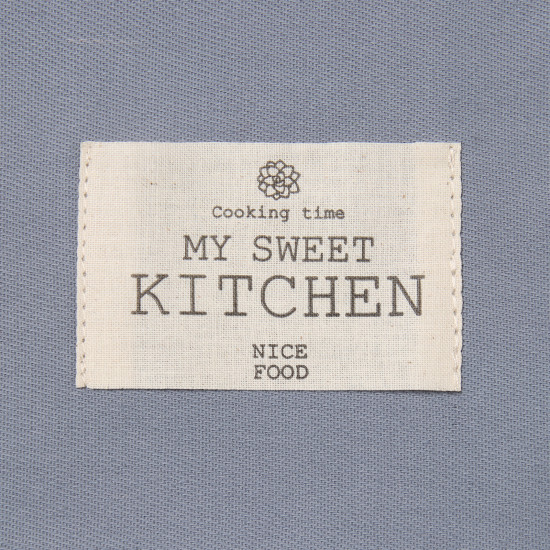 Cooking time
MY SWEET
KITCHEN
NICE
FOOD